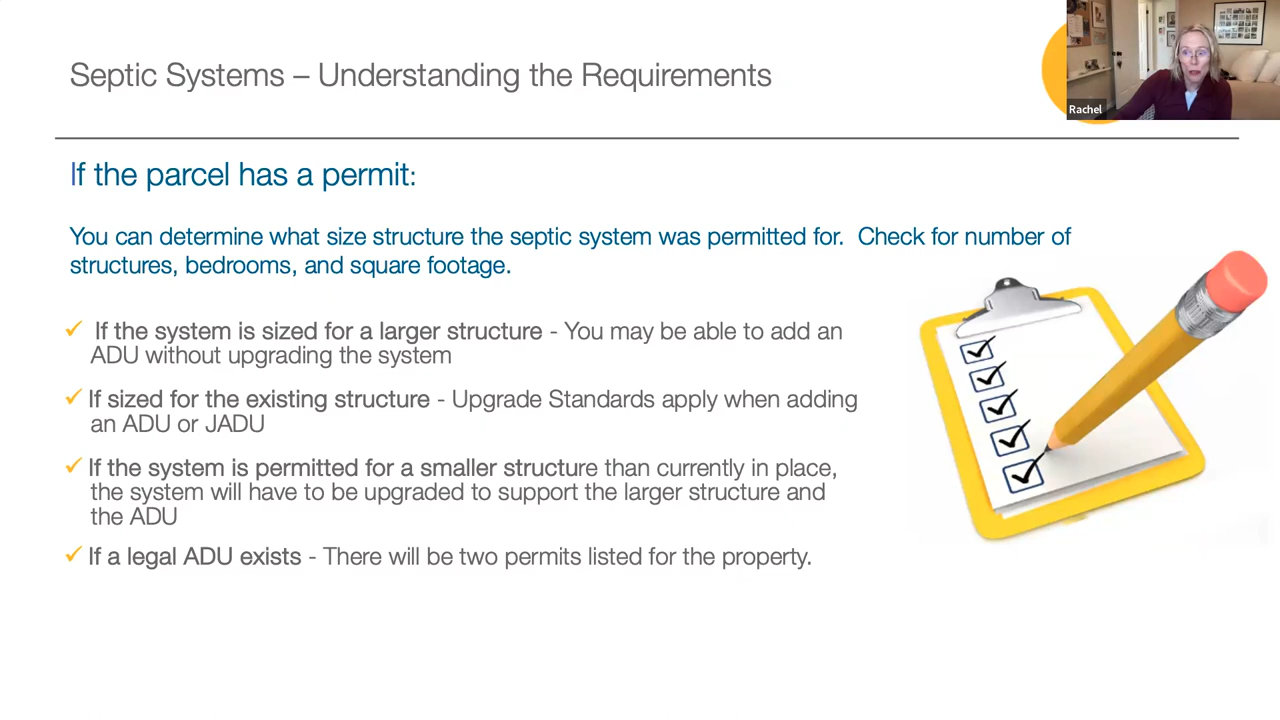 Septic Systems – Understanding the Requirements
Rachel
If the parcel has a permit:
You can determine what size structure the septic system was permitted for.  Check for number of
structures, bedrooms, and square footage.
If the system is sized for a larger structure - You may be able to add an
ADU without upgrading the system
If sized for the existing structure - Upgrade Standards apply when adding
an ADU or JADU
If the system is permitted for a smaller structure than currently in place,
the system will have to be upgraded to support the larger structure and
the ADU
If a legal ADU exists - There will be two permits listed for the property.